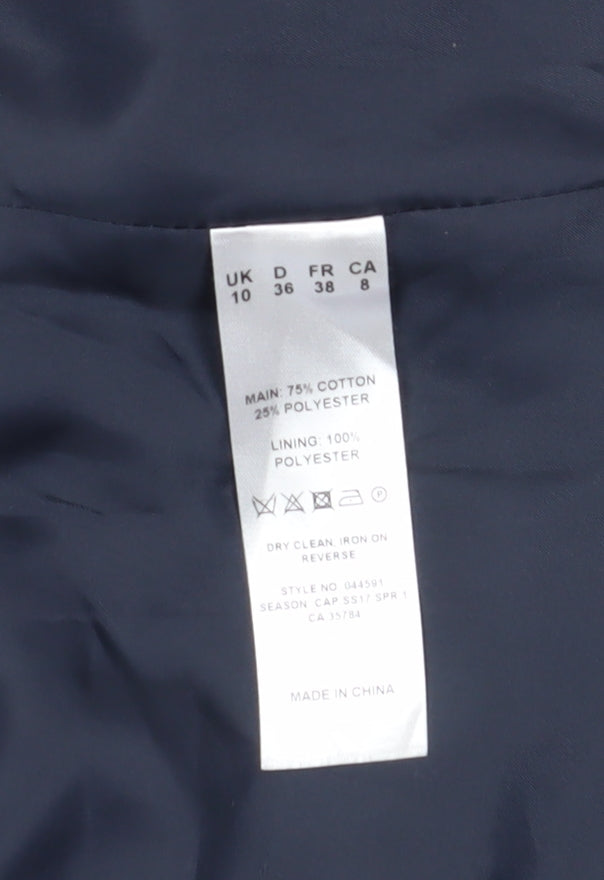 UK D FR CA
10 36 38 8
MAIN: 75% COTTON
25% POLYESTER
LINING: 100%
POLYESTER
P
DRY CLEAN. IRON ON
REVERSE
STYLE NO. 044591
SEASON: CAP SS17 SPR 1
CA 35784
MADE IN CHINA